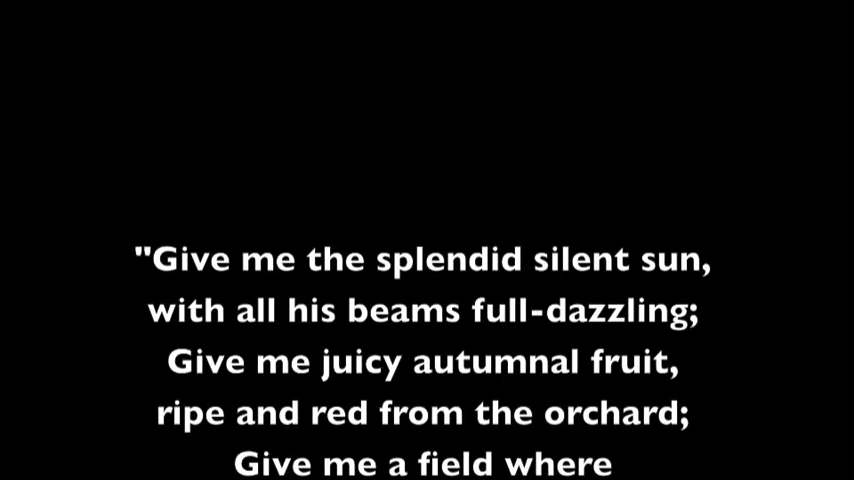 "Give me the splendid silent sun,
with all his beams full-dazzling;
Give me juicy autumnal fruit,
ripe and red from the orchard;
Give me a field where